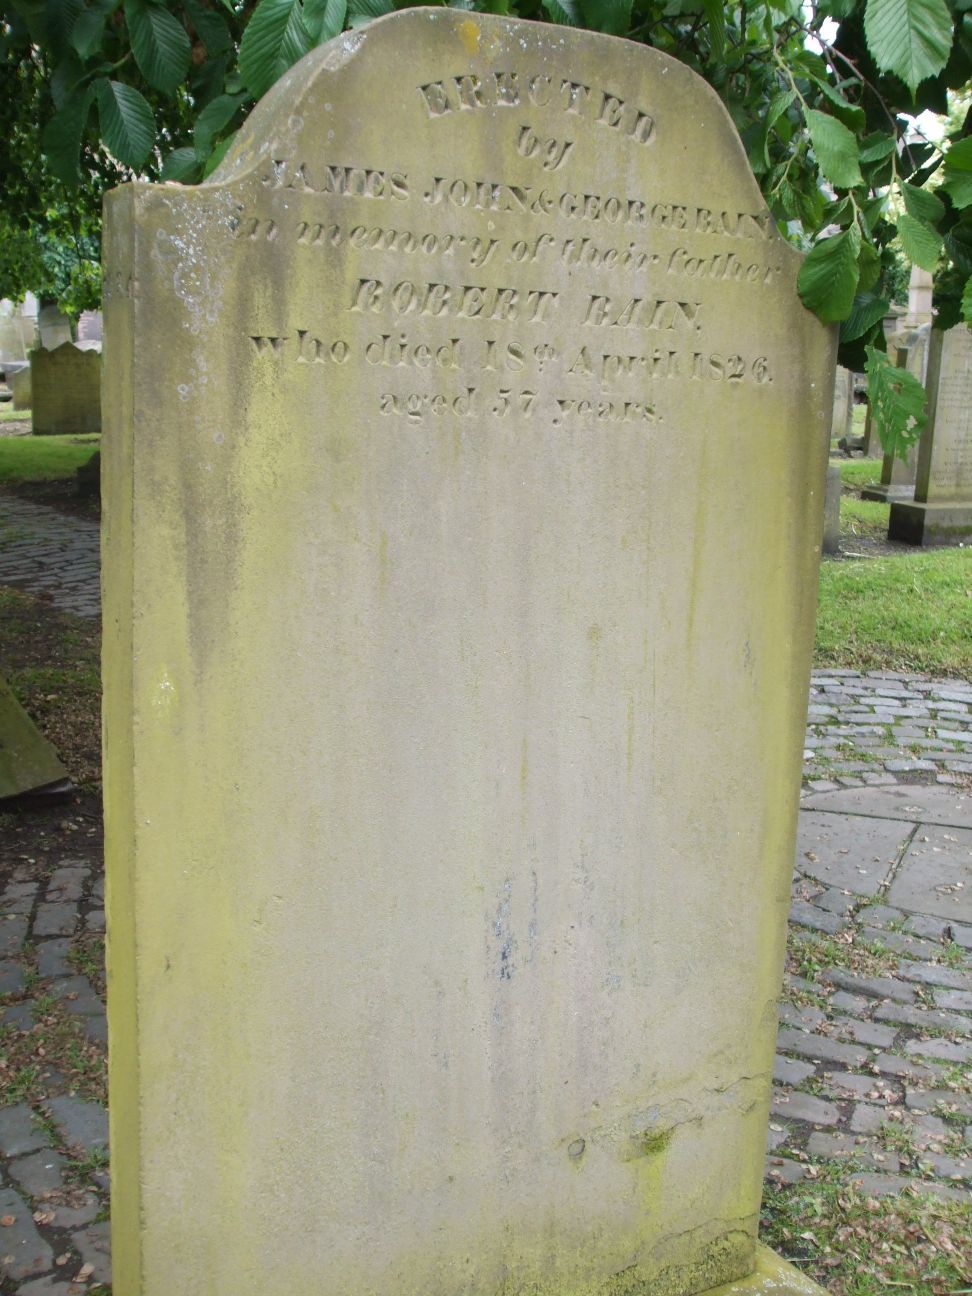 ERECTED
by
JAMES JOHN & GEORGE BAIN
in memory of their father
ROBERT BAIN.
who died 18th April 1826.
aged 57 years.